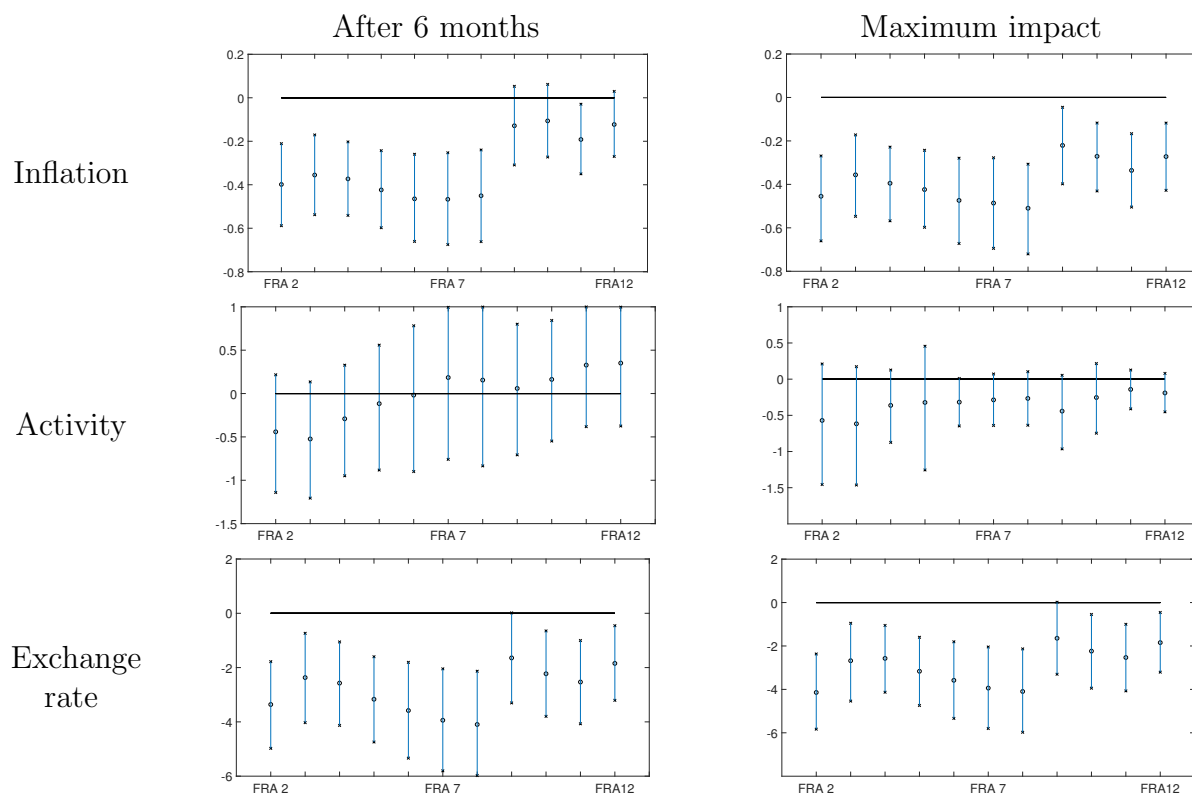 After 6 months
Maximum impact
Inflation
0.2
0
-0.2
-0.4
-0.6
-0.8
FRA 2
FRA 7
FRA12
0.2
0
-0.2
-0.4
-0.6
-0.8
FRA 2
FRA 7
FRA12
Activity
1
0.5
0
-0.5
-1
-1.5
FRA 2
FRA 7
FRA12
1
0.5
0
-0.5
-1
-1.5
FRA 2
FRA 7
FRA12
Exchange
rate
2
0
-2
-4
-6
FRA 2
FRA 7
FRA12
2
0
-2
-4
-6
FRA 2
FRA 7
FRA12